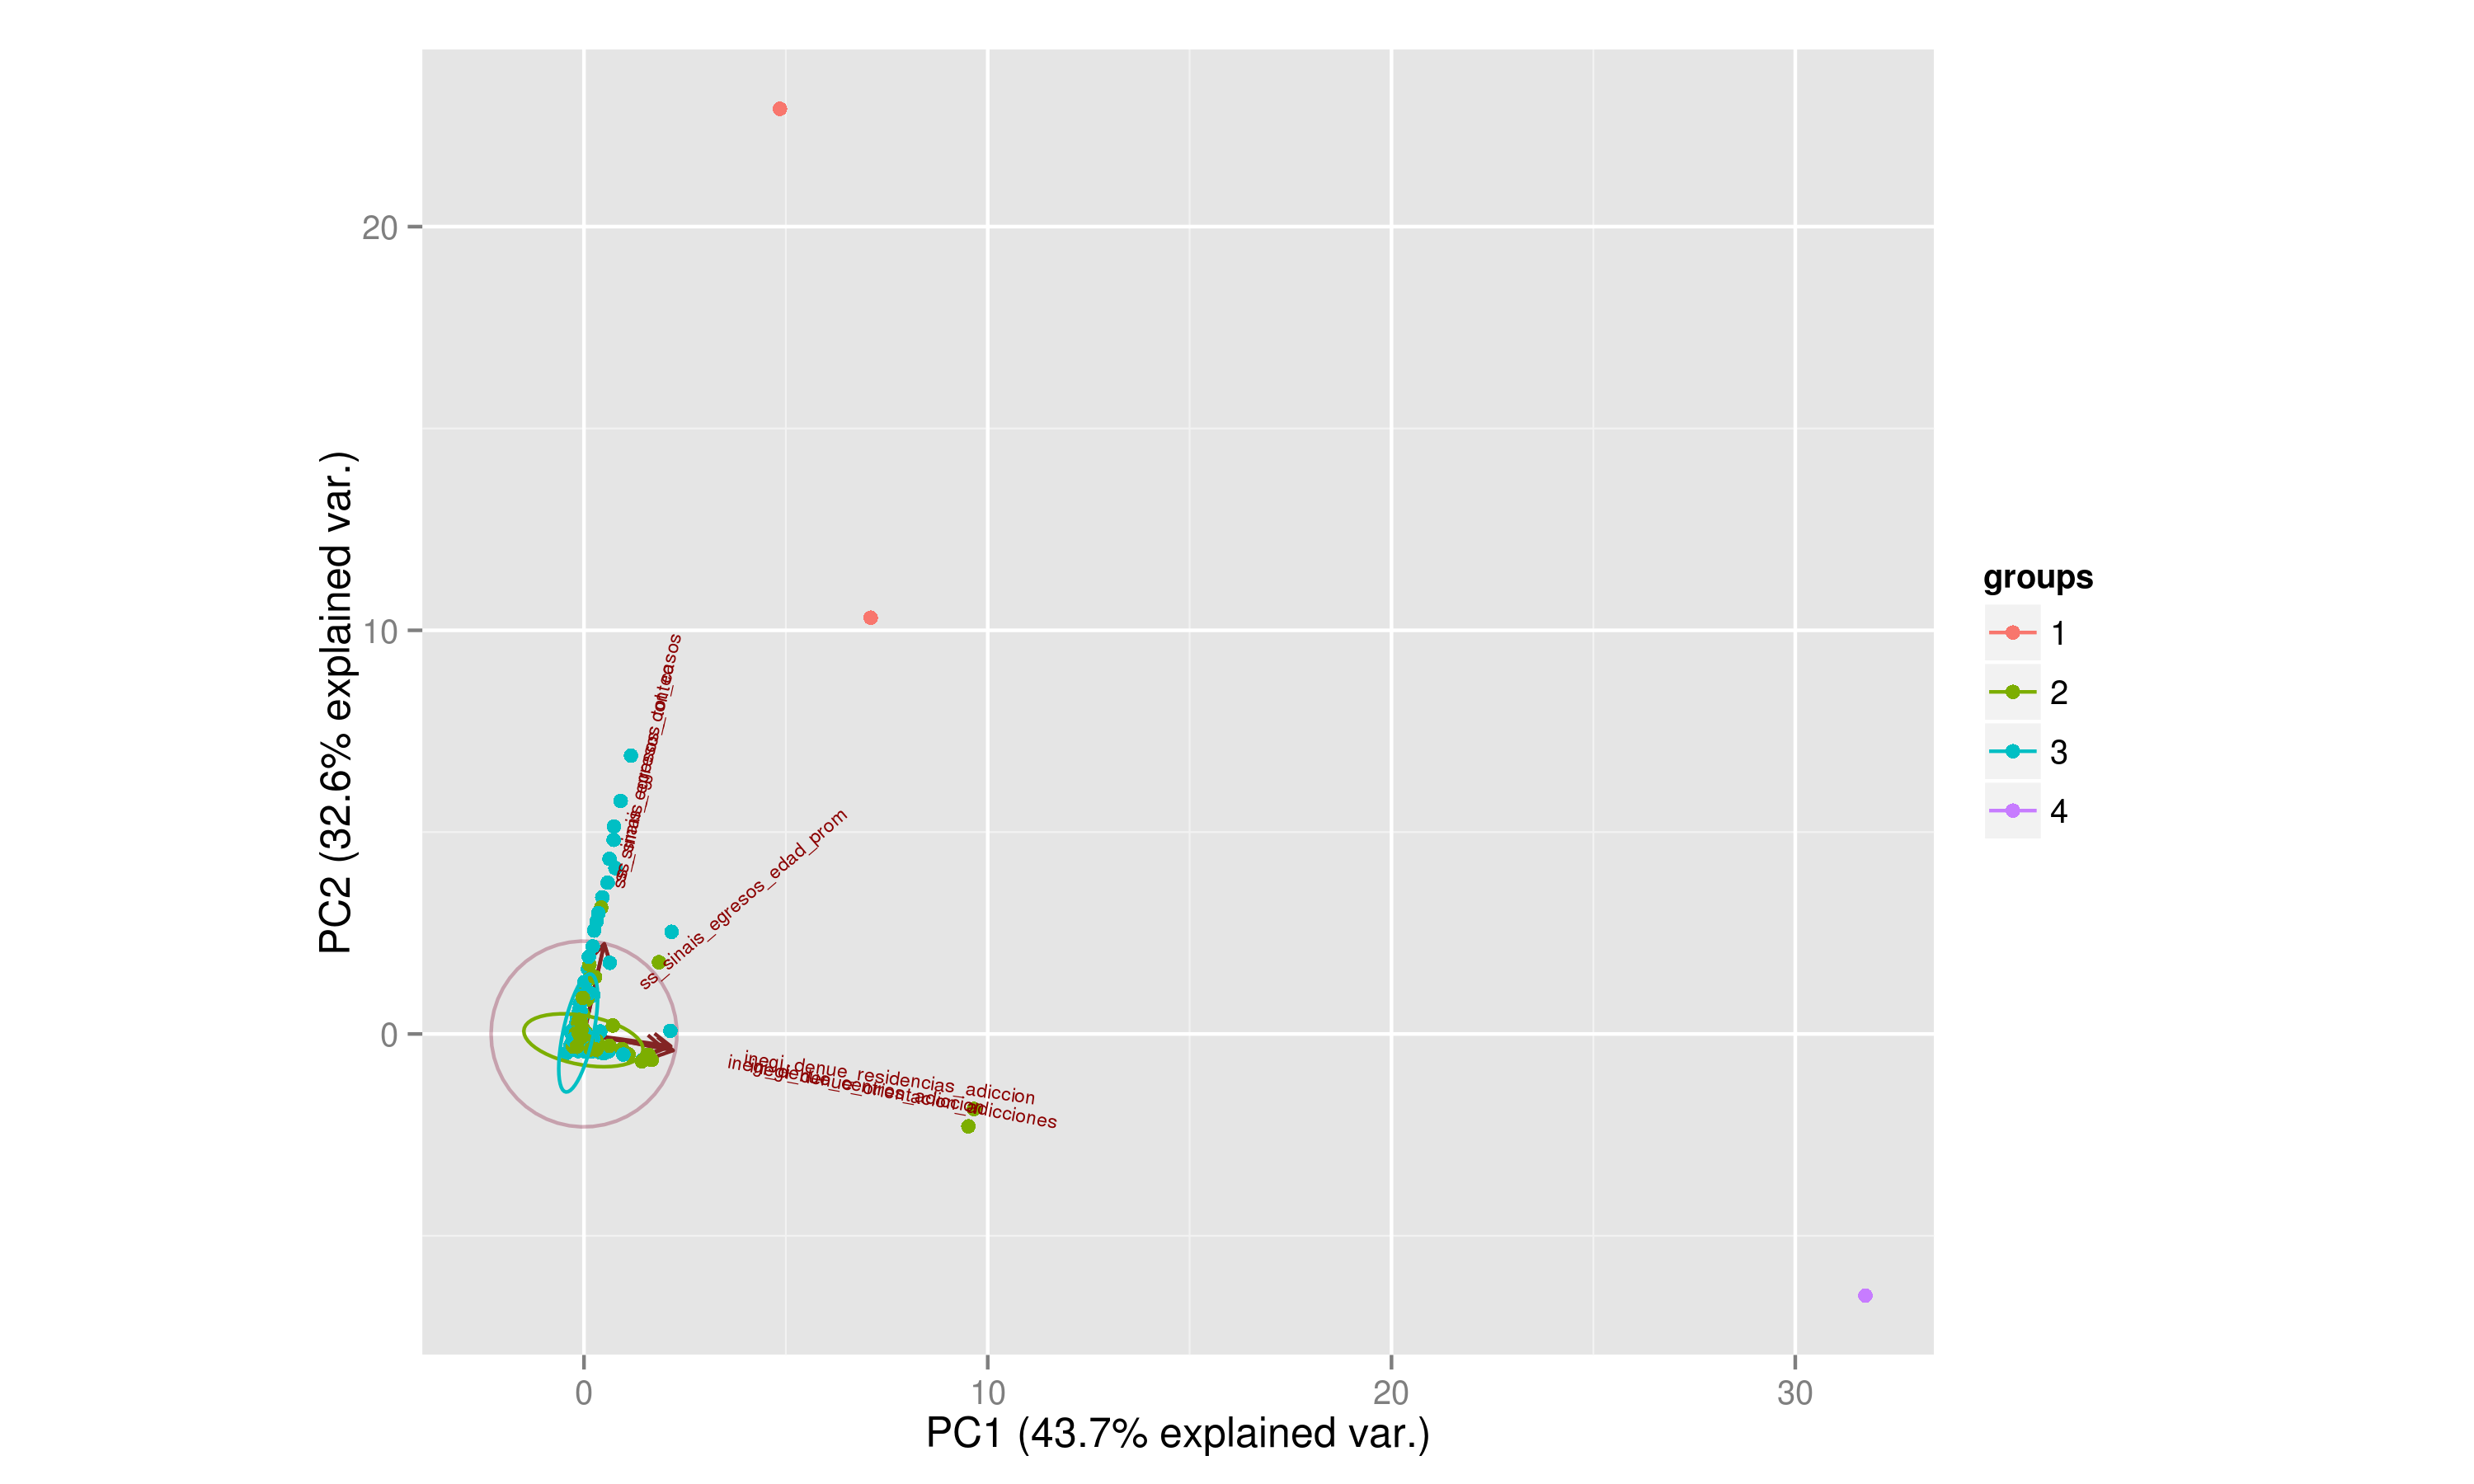 20
10
0
PC2 (32.6% explained var.)
ss_sinais_egresos_edad_prom
inegi_denue_residencias_adiccion
0
10
20
30
PC1 (43.7% explained var.)
groups
1
2
3
4